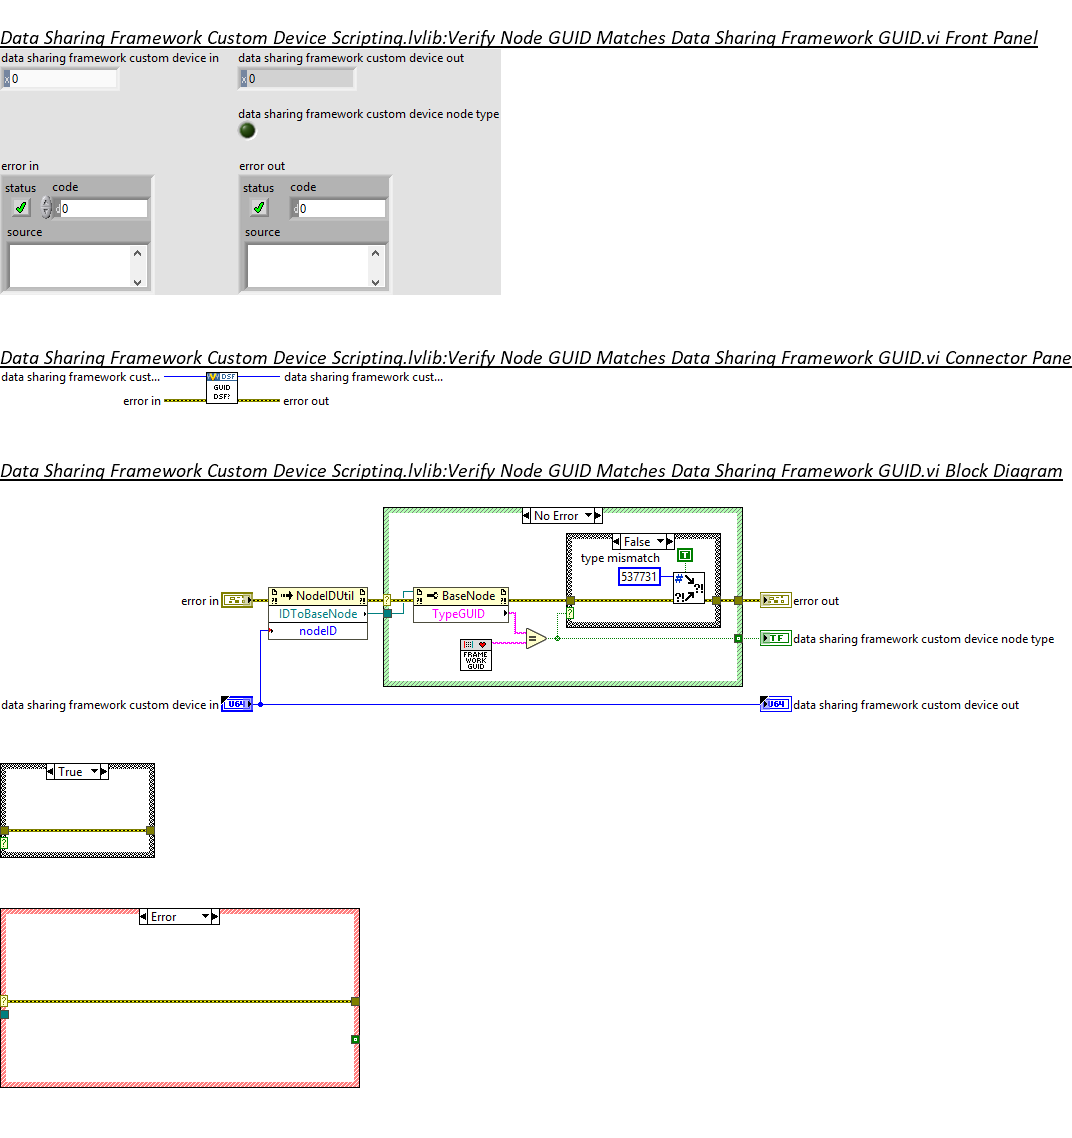 Data Sharing Framework Custom Device Scripting.lvlib:Verify Node GUID Matches Data Sharing Framework GUID.vi Front Panel
data sharing framework custom device in
data sharing framework custom device out
x 0
x 0
data sharing framework custom device node type
error in
error out
status code
status code
d 0
d 0
source
source
Data Sharing Framework Custom Device Scripting.lvlib:Verify Node GUID Matches Data Sharing Framework GUID.vi Connector Pane
data sharing framework cust...
DSF
GUID
DSF?
data sharing framework cust...
error in
error out
Data Sharing Framework Custom Device Scripting.lvlib:Verify Node GUID Matches Data Sharing Framework GUID.vi Block Diagram
No Error
False
type mismatch
T
537731
#
?!
?!
error in
?!
NodeIDUtil
?!
IDToBaseNode
nodeID
?
?!
BaseNode
?!
TypeGUID
FRAME
WORK
GUID
=
?
error out
TF
data sharing framework custom device node type
data sharing framework custom device in
U64
U64
data sharing framework custom device out
True
?
Error
?